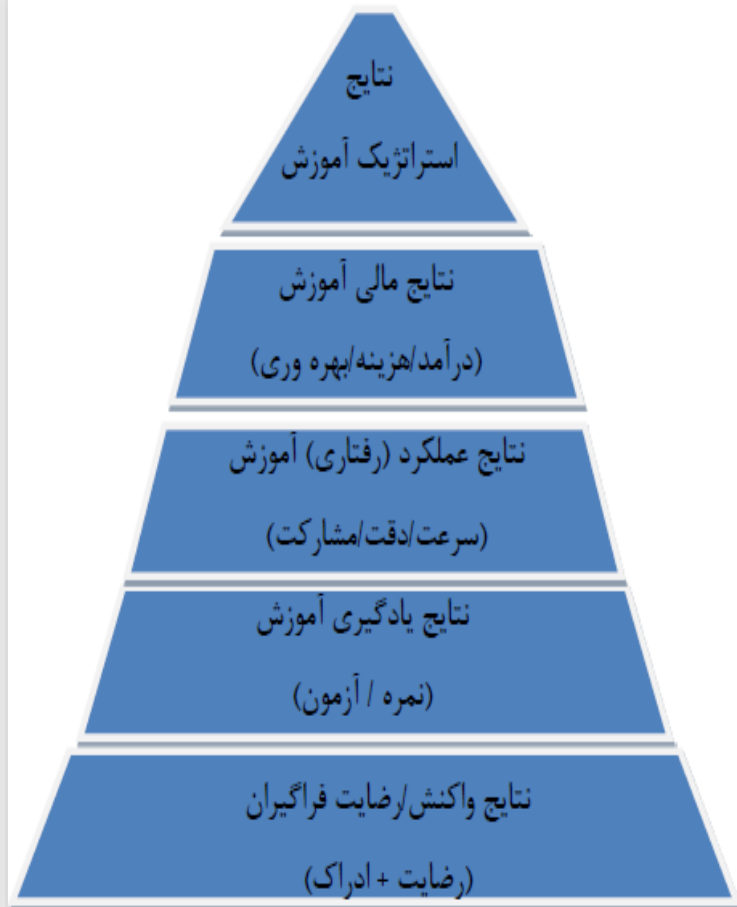 نتایج
استراتژیک آموزش
نتایج مالی آموزش
(درآمد/هزینه/بهره وری)
نتایج عملکرد (رفتاری) آموزش
(سرعت/دقت/مشارکت)
نتایج یادگیری آموزش
(نمره / آزمون)
نتایج واکنش/رضایت فراگیران
(رضایت + ادراک)